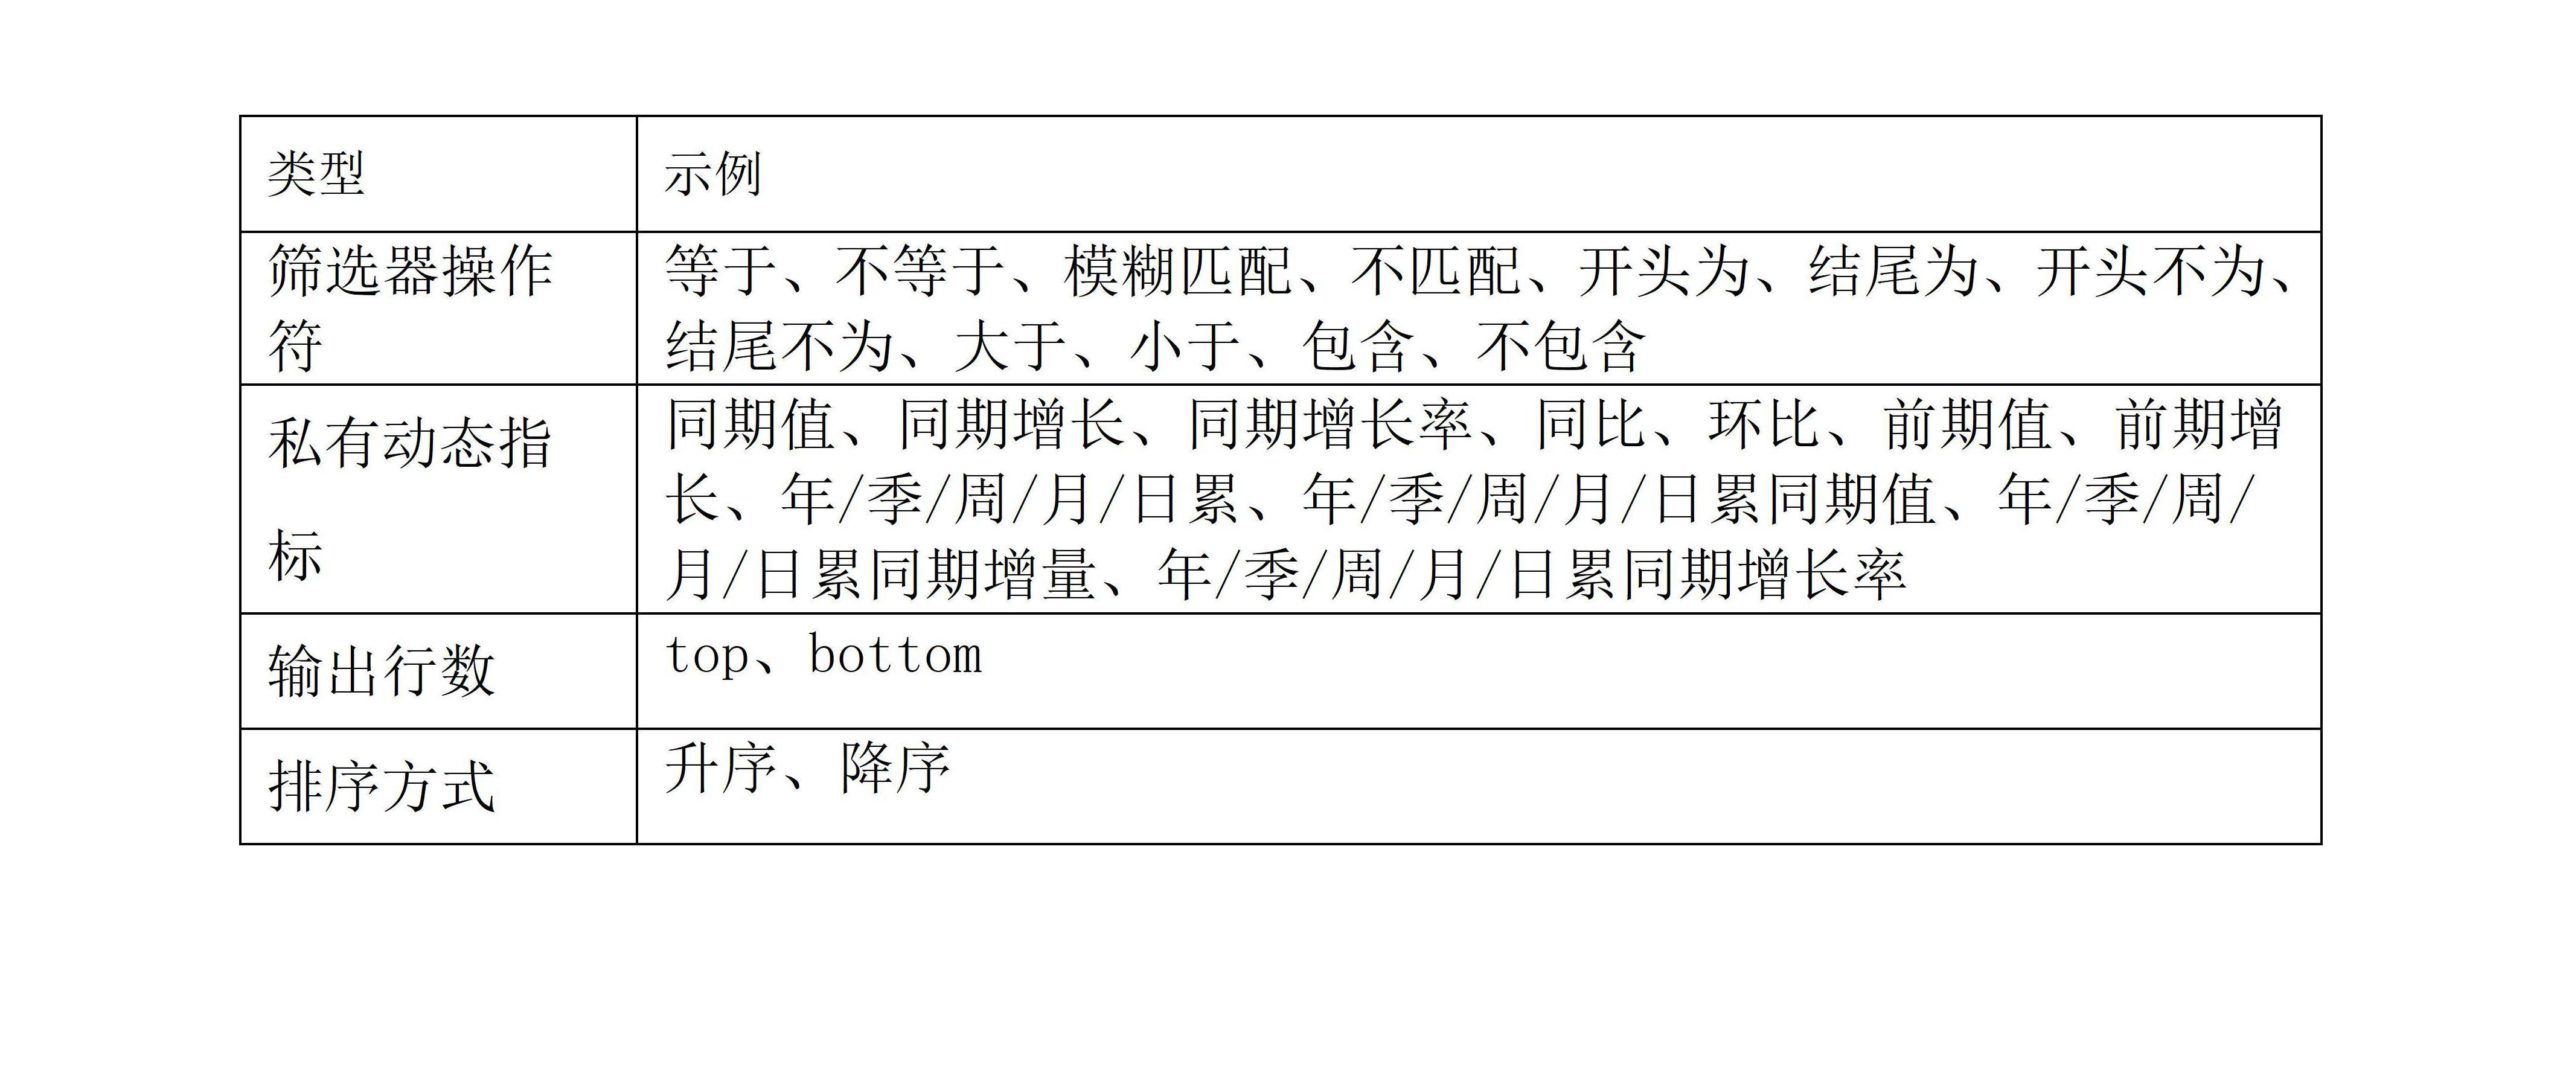 类型
示例
筛选器操作
符
等于、不等于、模糊匹配、不匹配、开头为、结尾为、开头不为、
结尾不为、大于、小于、包含、不包含
私有动态指
标
同期值、同期增长、同期增长率、同比、环比、前期值、前期增
长、年/季/周/月/日累、年/季/周/月/日累同期值、年/季/周/
月/日累同期增量、年/季/周/月/日累同期增长率
输出行数
top、bottom
排序方式
升序、降序